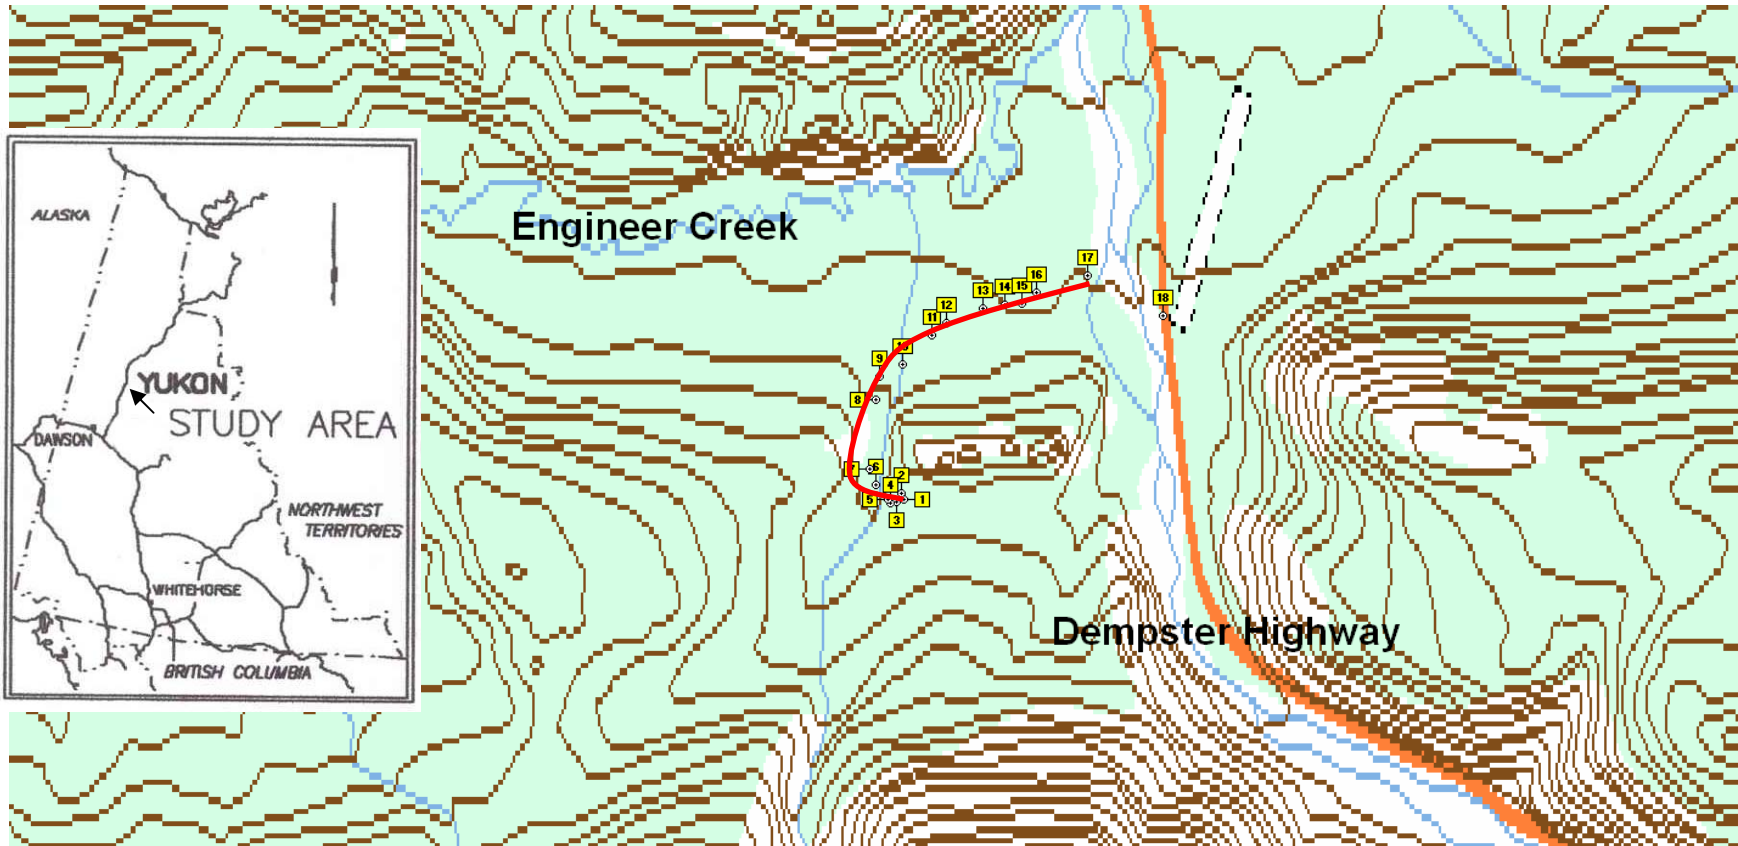 ALASKA
YUKON
STUDY AREA
DAWSON
NORTHWEST
TERRITORIES
WHITEHORSE
BRITISH COLUMBIA
Engineer Creek
17
16
15
14
13
12
11
10
9
8
7
6
2
4
5
1
3
18
Dempster Highway